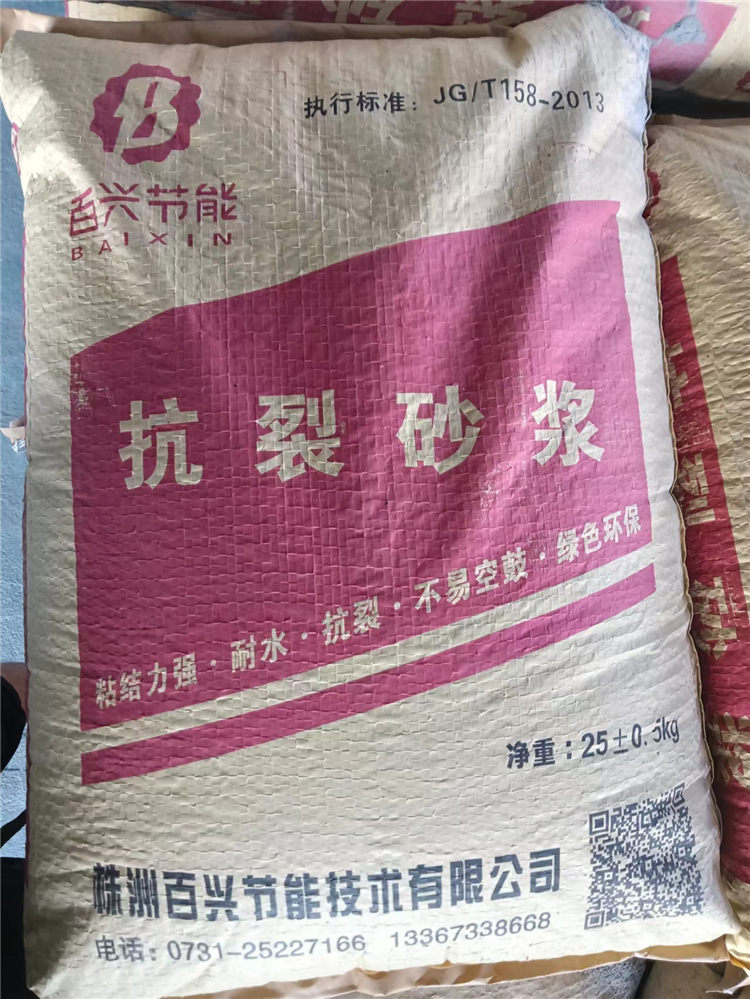 执行标准：JG/T158-2013
百兴节能
BAIXIN
抗裂砂浆
粘结力强·耐水·抗裂·不易空鼓·绿色环保
净重：25±0.5kg
株洲百兴节能技术有限公司
电话：0731-25227166 13367338668